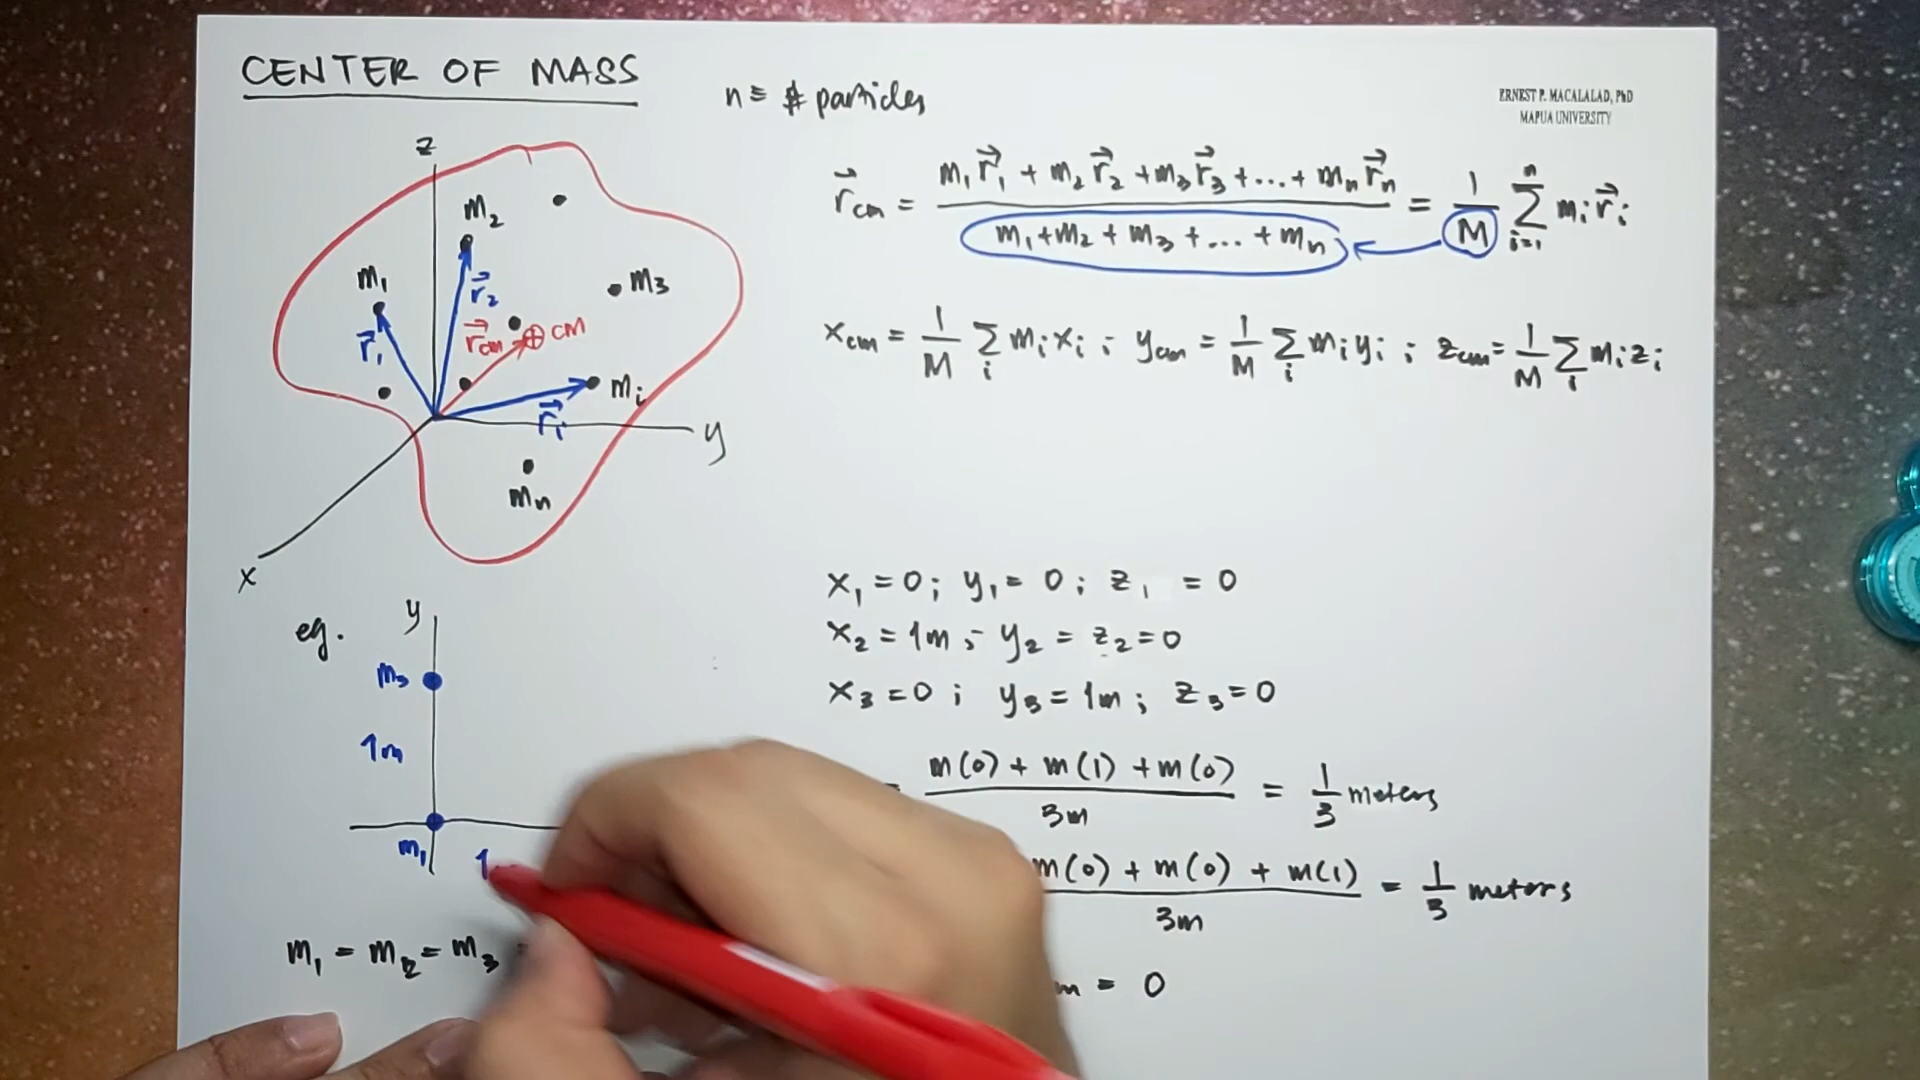 CENTER OF MASS
n ≡ # particles
ERNEST P. MACALALAD, PhD
MAPUA UNIVERSITY
r⃗cm = (m₁r⃗₁ + m₂r⃗₂ + m₃r⃗₃ + ... + mₙr⃗ₙ) / (m₁ + m₂ + m₃ + ... + mₙ) = 1/M Σᵢ₌₁ⁿ mᵢr⃗ᵢ
xcm = 1/M Σᵢ mᵢxᵢ ; ycm = 1/M Σᵢ mᵢyᵢ ; zcm = 1/M Σᵢ mᵢzᵢ
z
m₂
m₁
r⃗₂
m₃
r⃗₁
r⃗cm
CM
mᵢ
r⃗ᵢ
y
mₙ
x
eg.
y
m₃
1m
m₁
1
m₁ = m₂ = m₃
x₁ = 0 ; y₁ = 0 ; z₁ = 0
x₂ = 1m ; y₂ = z₂ = 0
x₃ = 0 ; y₃ = 1m ; z₃ = 0
= (m(0) + m(1) + m(0)) / 3m = 1/3 meters
(m(0) + m(0) + m(1)) / 3m = 1/3 meters
m = 0